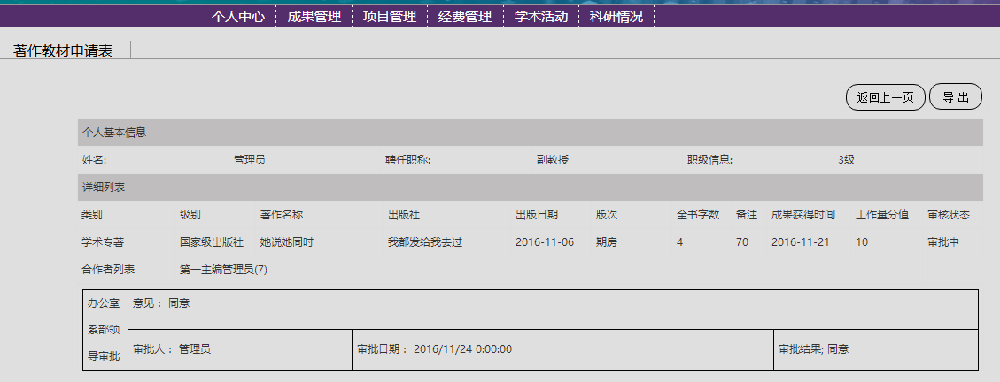 个人中心 成果管理 项目管理 经费管理 学术活动 科研情况
著作教材申请表
返回上一页 导 出
个人基本信息
姓名: 管理员 聘任职称: 副教授 职级信息: 3级
详细列表
类别 级别 著作名称 出版社 出版日期 版次 全书字数 备注 成果获得时间 工作量分值 审核状态
学术专著 国家级出版社 她说她同时 我都发给我去过 2016-11-06 期房 4 70 2016-11-21 10 审批中
合作者列表 第一主编管理员(7)
办公室
系部领
导审批
意见： 同意
审批人： 管理员 审批日期： 2016/11/24 0:00:00 审批结果; 同意